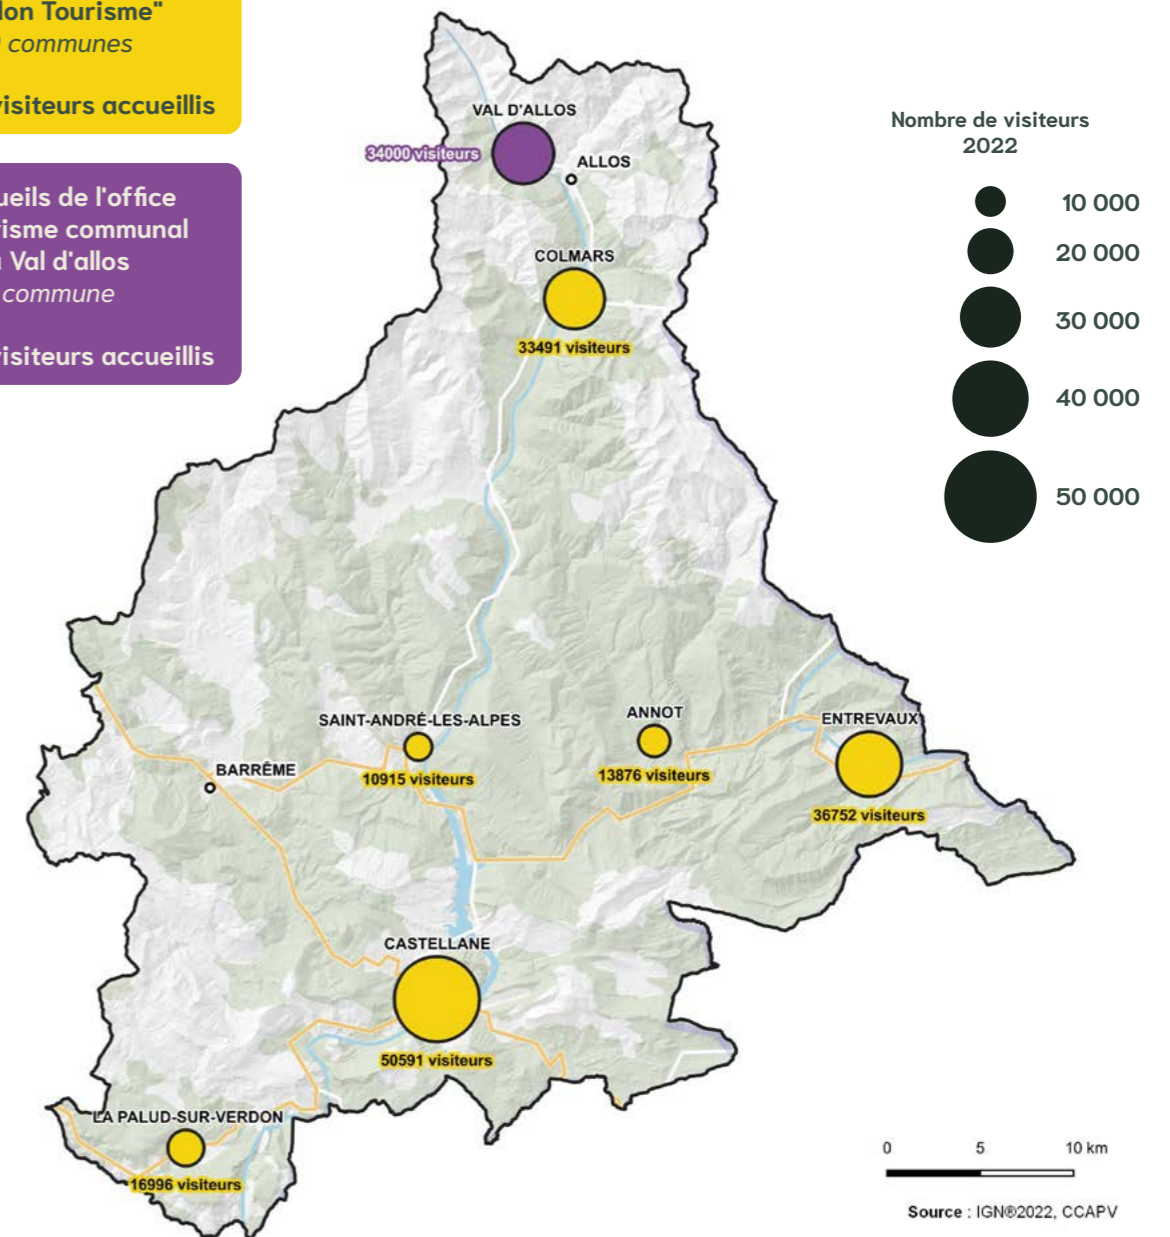 don Tourisme"
communes
visiteurs accueillis
ueils de l'office
risme communal
Val d'allos
commune
visiteurs accueillis
Nombre de visiteurs
2022
10 000
20 000
30 000
40 000
50 000
VAL D'ALLOS
34000 visiteurs
ALLOS
COLMARS
33491 visiteurs
SAINT-ANDRÉ-LES-ALPES
10915 visiteurs
ANNOT
13876 visiteurs
ENTREVAUX
36752 visiteurs
BARRÊME
CASTELLANE
50591 visiteurs
LA PALUD-SUR-VERDON
16996 visiteurs
0 5 10 km
Source : IGN®2022, CCAPV